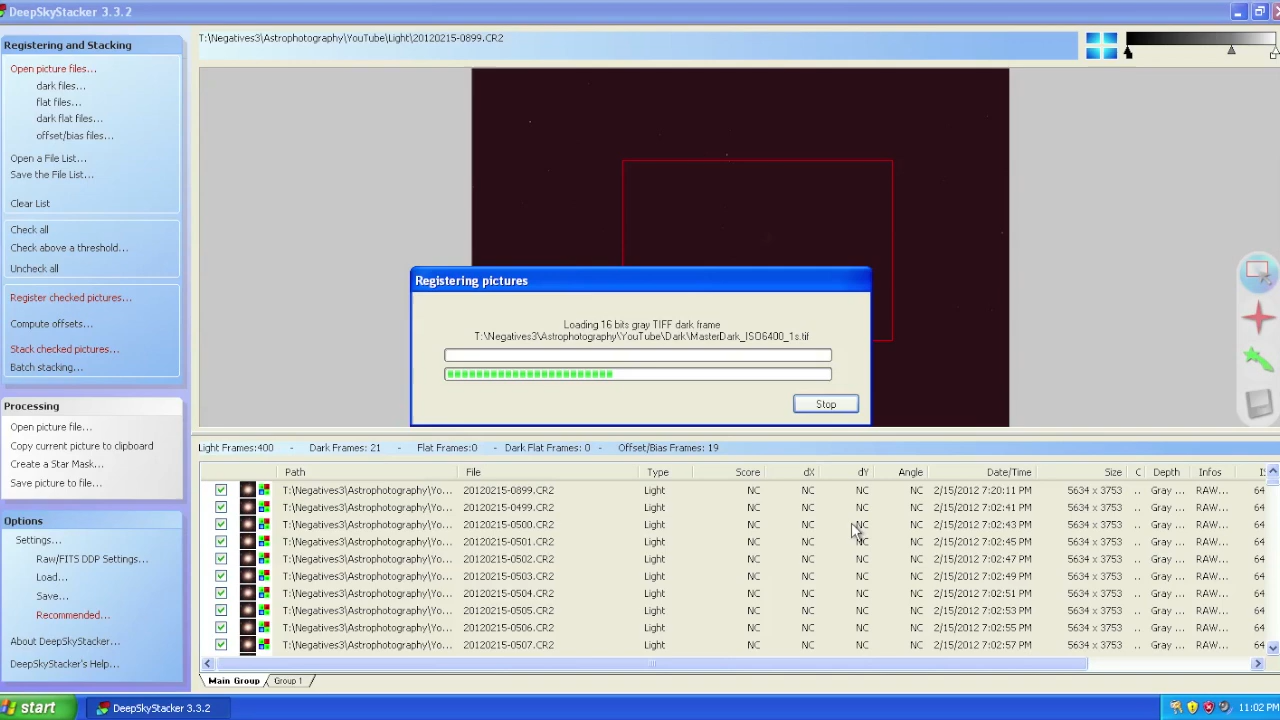 DeepSkyStacker 3.3.2
Registering and Stacking
Open picture files...
dark files...
flat files...
dark flat files...
offset/bias files...
Open a File List...
Save the File List...
Clear List
Check all
Check above a threshold...
Uncheck all
Register checked pictures...
Compute offsets...
Stack checked pictures...
Batch stacking...
Processing
Open picture file...
Copy current picture to clipboard
Create a Star Mask...
Save picture to file...
Options
Settings...
Raw/FITS DDP Settings...
Load...
Save...
Recommended...
About DeepSkyStacker...
DeepSkyStacker's Help...
T:\Negatives3\Astrophotography\YouTube\Light\20120215-0899.CR2
Registering pictures
Loading 16 bits gray TIFF dark frame
T:\Negatives3\Astrophotography\YouTube\Dark\MasterDark_ISO6400_1s.tif
Stop
Light Frames:400 - Dark Frames: 21 - Flat Frames:0 - Dark Flat Frames: 0 - Offset/Bias Frames: 19
Path File Type Score dX dY Angle Date/Time Size C Depth Infos IS
T:\Negatives3\Astrophotography\Yo... 20120215-0899.CR2 Light NC NC NC NC 2/15/2012 7:20:11 PM 5634 x 3753 .. Gray ... RAW... 64
T:\Negatives3\Astrophotography\Yo... 20120215-0499.CR2 Light NC NC NC NC 2/15/2012 7:02:41 PM 5634 x 3753 .. Gray ... RAW... 64
T:\Negatives3\Astrophotography\Yo... 20120215-0500.CR2 Light NC NC NC NC 2/15/2012 7:02:43 PM 5634 x 3753 .. Gray ... RAW... 64
T:\Negatives3\Astrophotography\Yo... 20120215-0501.CR2 Light NC NC NC NC 2/15/2012 7:02:45 PM 5634 x 3753 .. Gray ... RAW... 64
T:\Negatives3\Astrophotography\Yo... 20120215-0502.CR2 Light NC NC NC NC 2/15/2012 7:02:47 PM 5634 x 3753 .. Gray ... RAW... 64
T:\Negatives3\Astrophotography\Yo... 20120215-0503.CR2 Light NC NC NC NC 2/15/2012 7:02:49 PM 5634 x 3753 .. Gray ... RAW... 64
T:\Negatives3\Astrophotography\Yo... 20120215-0504.CR2 Light NC NC NC NC 2/15/2012 7:02:51 PM 5634 x 3753 .. Gray ... RAW... 64
T:\Negatives3\Astrophotography\Yo... 20120215-0505.CR2 Light NC NC NC NC 2/15/2012 7:02:53 PM 5634 x 3753 .. Gray ... RAW... 64
T:\Negatives3\Astrophotography\Yo... 20120215-0506.CR2 Light NC NC NC NC 2/15/2012 7:02:55 PM 5634 x 3753 .. Gray ... RAW... 64
T:\Negatives3\Astrophotography\Yo... 20120215-0507.CR2 Light NC NC NC NC 2/15/2012 7:02:57 PM 5634 x 3753 .. Gray ... RAW... 64
Main Group Group 1
start DeepSkyStacker 3.3.2 11:02 PM